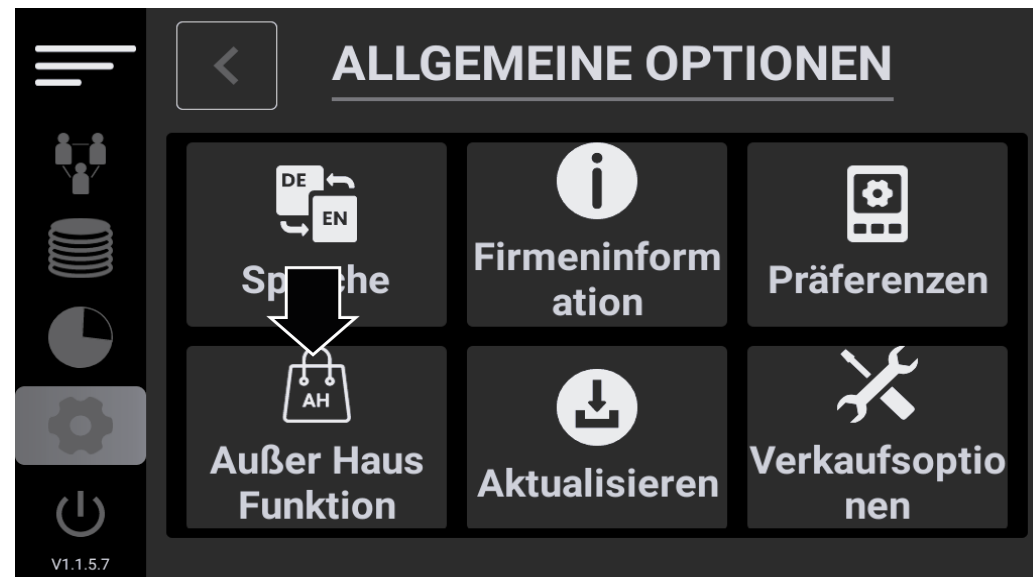 ALLGEMEINE OPTIONEN
DE
EN
Firmeninform
ation
Präferenzen
AH
Außer Haus
Funktion
Aktualisieren
Verkaufsoptio
nen
V1.1.5.7